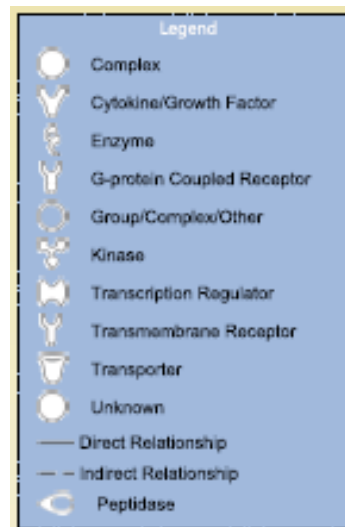 Legend
Complex
Cytokine/Growth Factor
Enzyme
G-protein Coupled Receptor
Group/Complex/Other
Kinase
Transcription Regulator
Transmembrane Receptor
Transporter
Unknown
Direct Relationship
Indirect Relationship
Peptidase